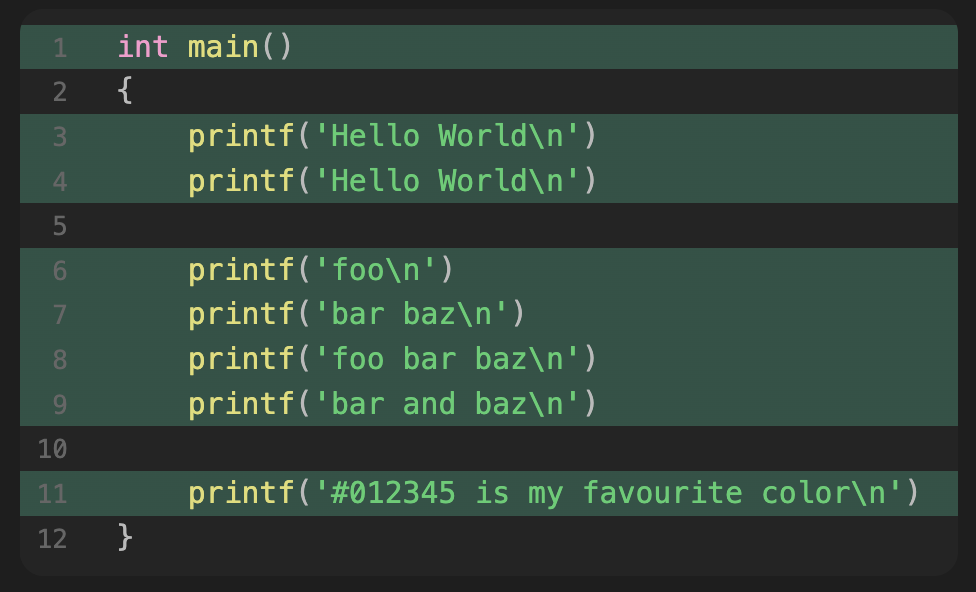 1 int main()
2 {
3 printf('Hello World\n')
4 printf('Hello World\n')
5
6 printf('foo\n')
7 printf('bar baz\n')
8 printf('foo bar baz\n')
9 printf('bar and baz\n')
10
11 printf('#012345 is my favourite color\n')
12 }